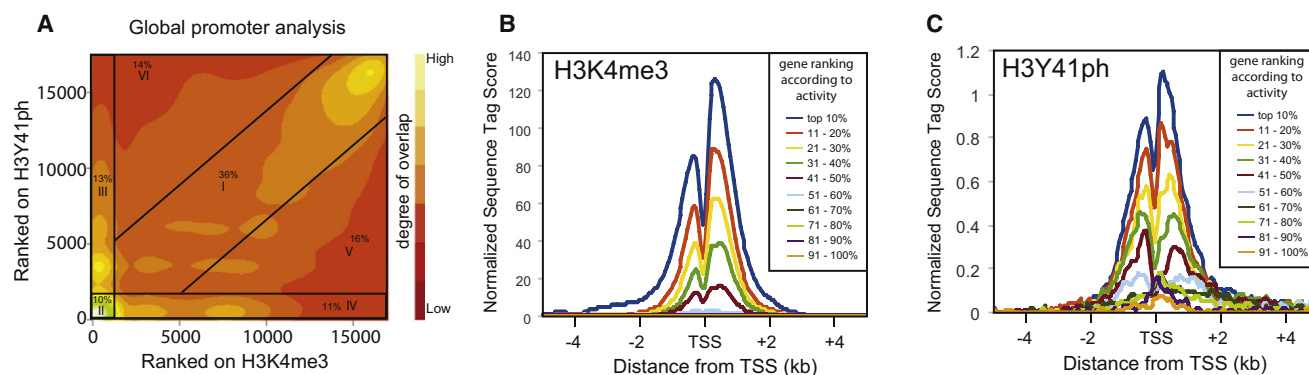 A
Global promoter analysis
Ranked on H3Y41ph
15000
10000
5000
0
14%
VI
36%
I
13%
III
16%
V
10%
II
11% IV
0
5000
10000
15000
Ranked on H3K4me3
High
degree of overlap
Low
B
H3K4me3
Normalized Sequence Tag Score
140
120
100
80
60
40
20
0
gene ranking
according to
activity
top 10%
11 - 20%
21 - 30%
31 - 40%
41 - 50%
51 - 60%
61 - 70%
71 - 80%
81 - 90%
91 - 100%
-4
-2
TSS
+2
+4
Distance from TSS (kb)
C
H3Y41ph
Normalized Sequence Tag Score
1.2
1
0.8
0.6
0.4
0.2
0
gene ranking
according to
activity
top 10%
11 - 20%
21 - 30%
31 - 40%
41 - 50%
51 - 60%
61 - 70%
71 - 80%
81 - 90%
91 - 100%
-4
-2
TSS
+2
+4
Distance from TSS (kb)